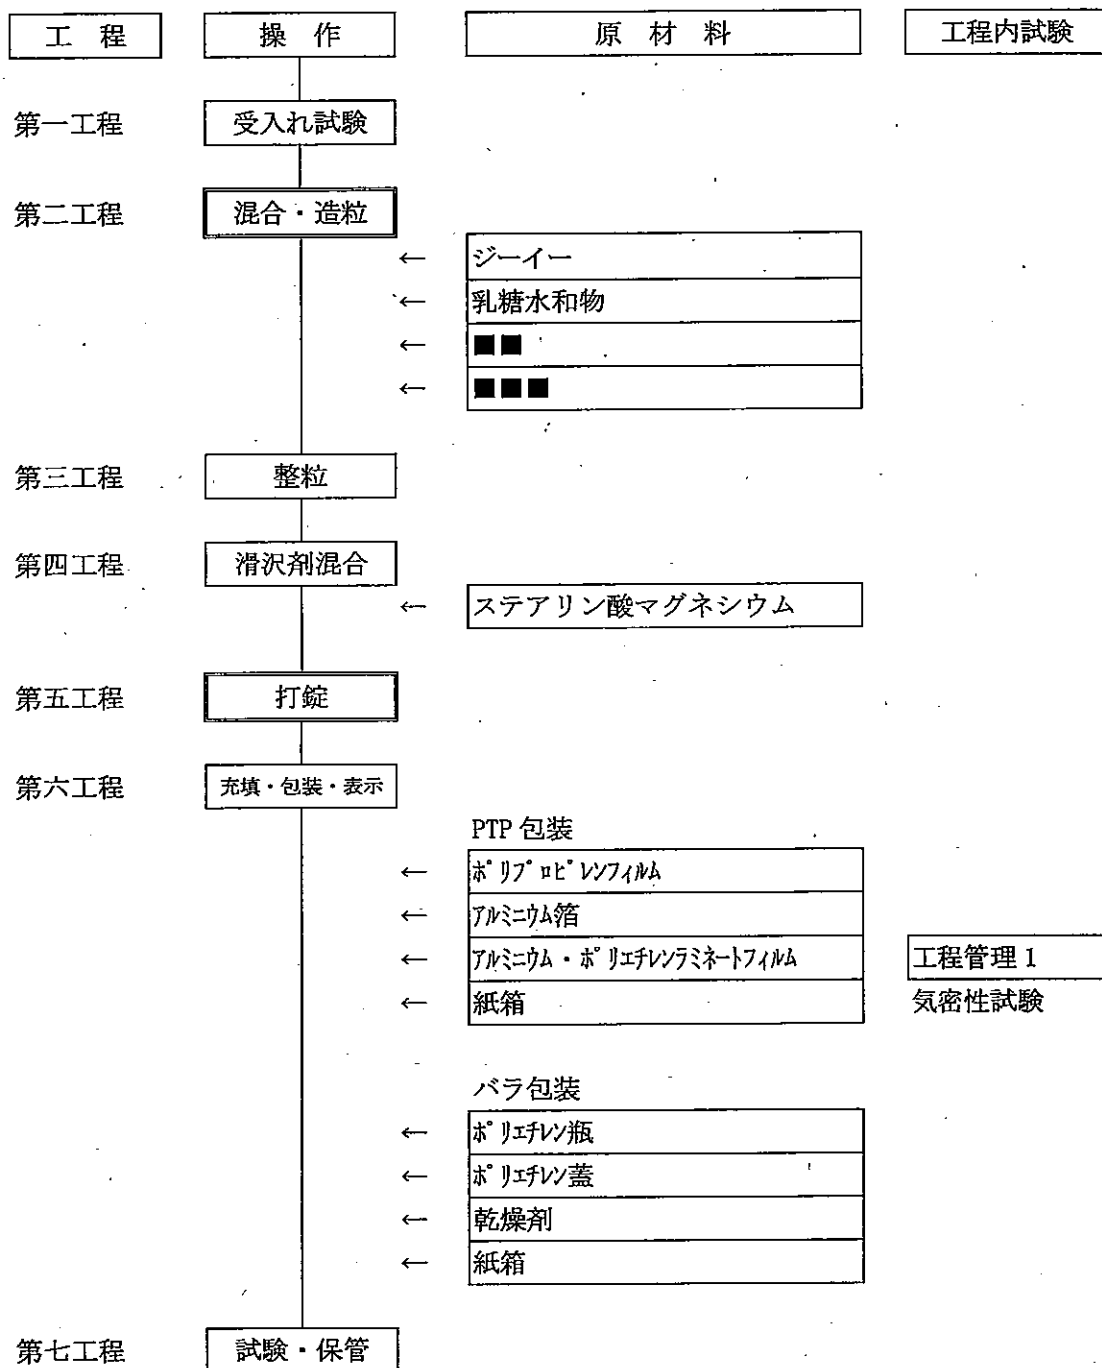 工程 操作 原材料 工程内試験
第一工程 受入れ試験
第二工程 混合・造粒
← ジーイー
← 乳糖水和物
← ■■
← ■■■
第三工程 整粒
第四工程 滑沢剤混合
← ステアリン酸マグネシウム
第五工程 打錠
第六工程 充填・包装・表示
PTP 包装
← ポリプロピレンフィルム
← アルミニウム箔
← アルミニウム・ポリエチレンラミネートフィルム 工程管理 1
← 紙箱 気密性試験
バラ包装
← ポリエチレン瓶
← ポリエチレン蓋
← 乾燥剤
← 紙箱
第七工程 試験・保管